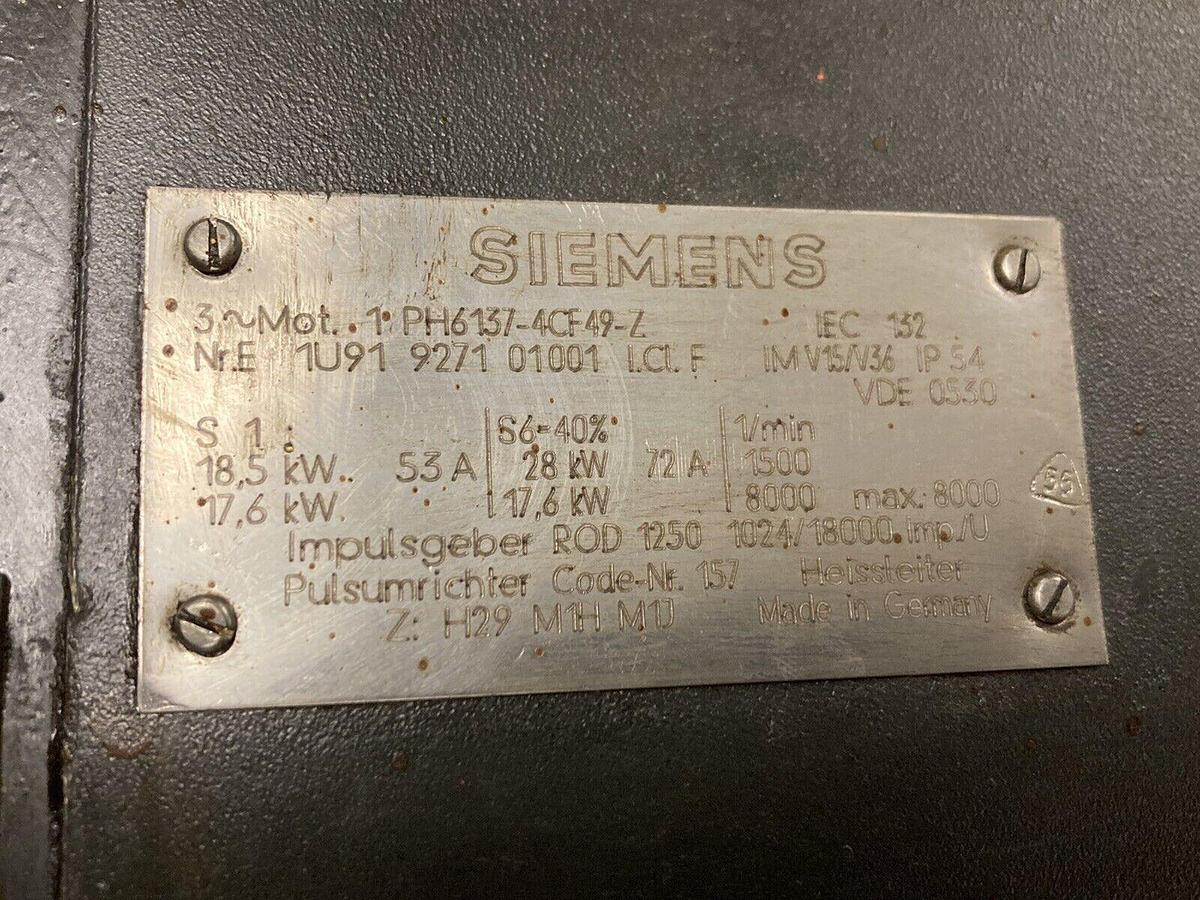 SIEMENS
3~Mot. 1 PH6137-4CF49-Z IEC 132
Nr.E 1U91 9271 01001 I.Cl. F IM V15/V36 IP 54
VDE 0530
S 1: S6-40% 1/min
18,5 kW 53 A 28 kW 72 A 1500
17,6 kW 17,6 kW 8000 max: 8000
Impulsgeber ROD 1250 1024/18000 Imp./U
Pulsumrichter Code-Nr. 157 Heissleiter
Z: H29 M1H M1J Made in Germany